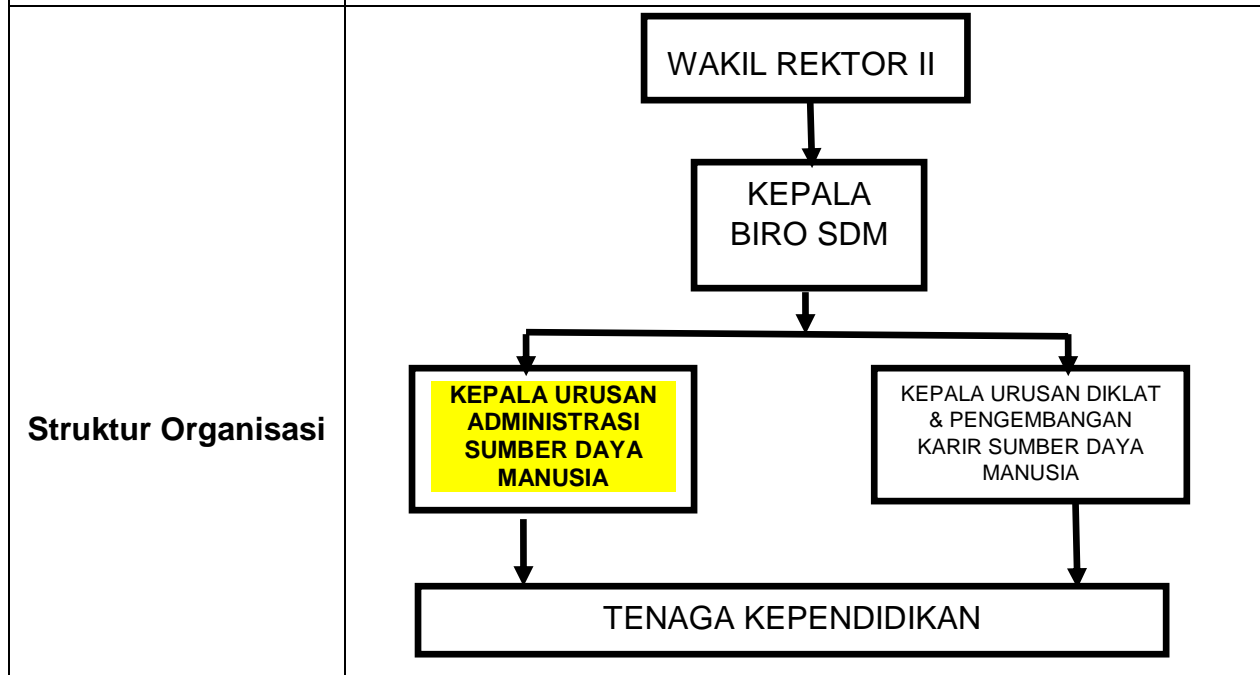 WAKIL REKTOR II
KEPALA
BIRO SDM
KEPALA URUSAN
ADMINISTRASI
SUMBER DAYA
MANUSIA
KEPALA URUSAN DIKLAT
& PENGEMBANGAN
KARIR SUMBER DAYA
MANUSIA
Struktur Organisasi
TENAGA KEPENDIDIKAN